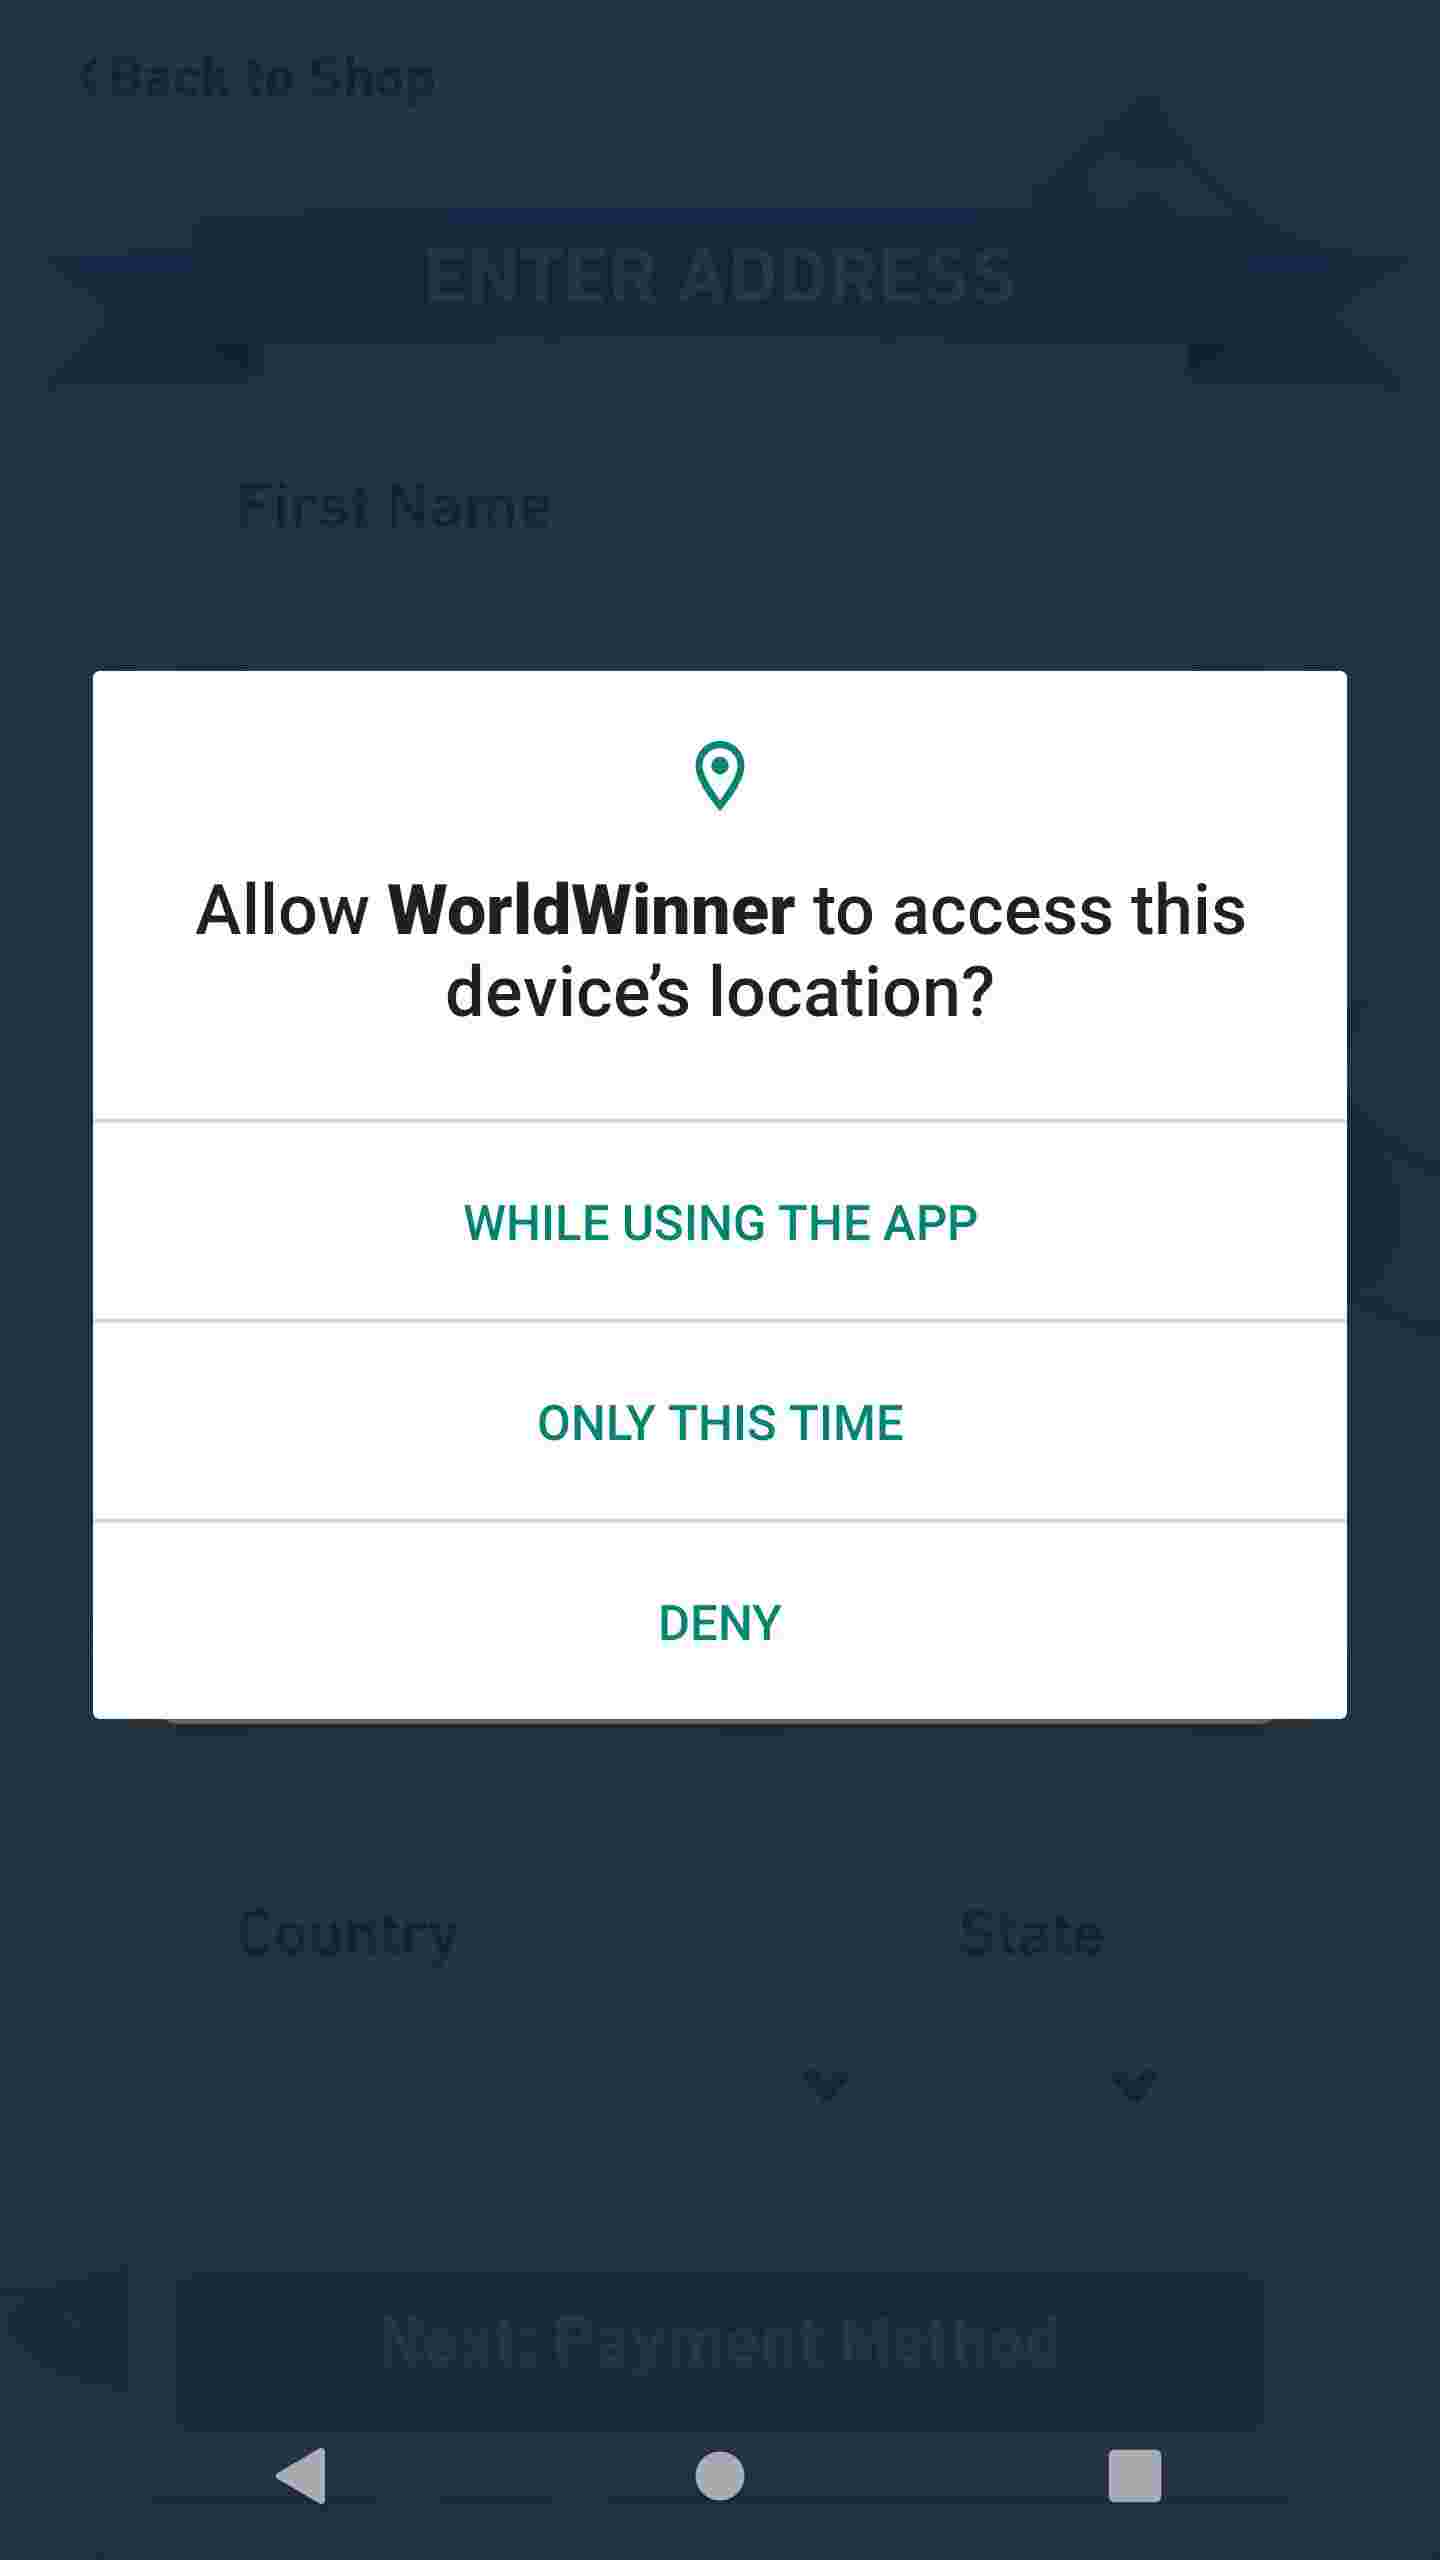 Back to Shop
ENTER ADDRESS
First Name
Allow WorldWinner to access this
device’s location?
WHILE USING THE APP
ONLY THIS TIME
DENY
Country State
Next: Payment Method